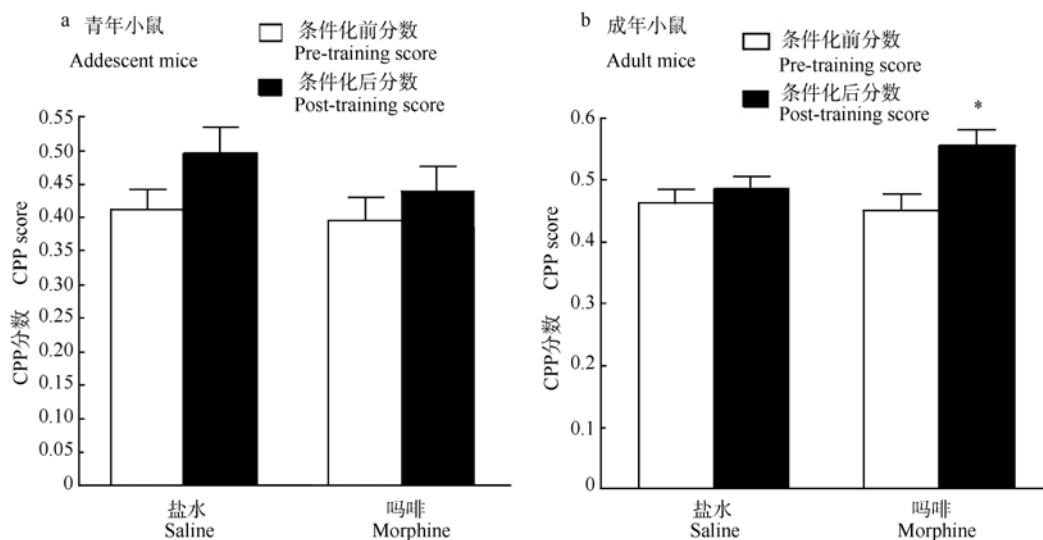 a 青年小鼠
Addescent mice
条件化前分数
Pre-training score
条件化后分数
Post-training score
0.55
0.50
0.45
0.40
0.35
0.30
0.25
0.20
0.15
0.10
0.05
0
CPP分数 CPP score
盐水
Saline
吗啡
Morphine
b 成年小鼠
Adult mice
条件化前分数
Pre-training score
条件化后分数
Post-training score
*
0.6
0.5
0.4
0.3
0.2
0.1
0
CPP分数 CPP score
盐水
Saline
吗啡
Morphine